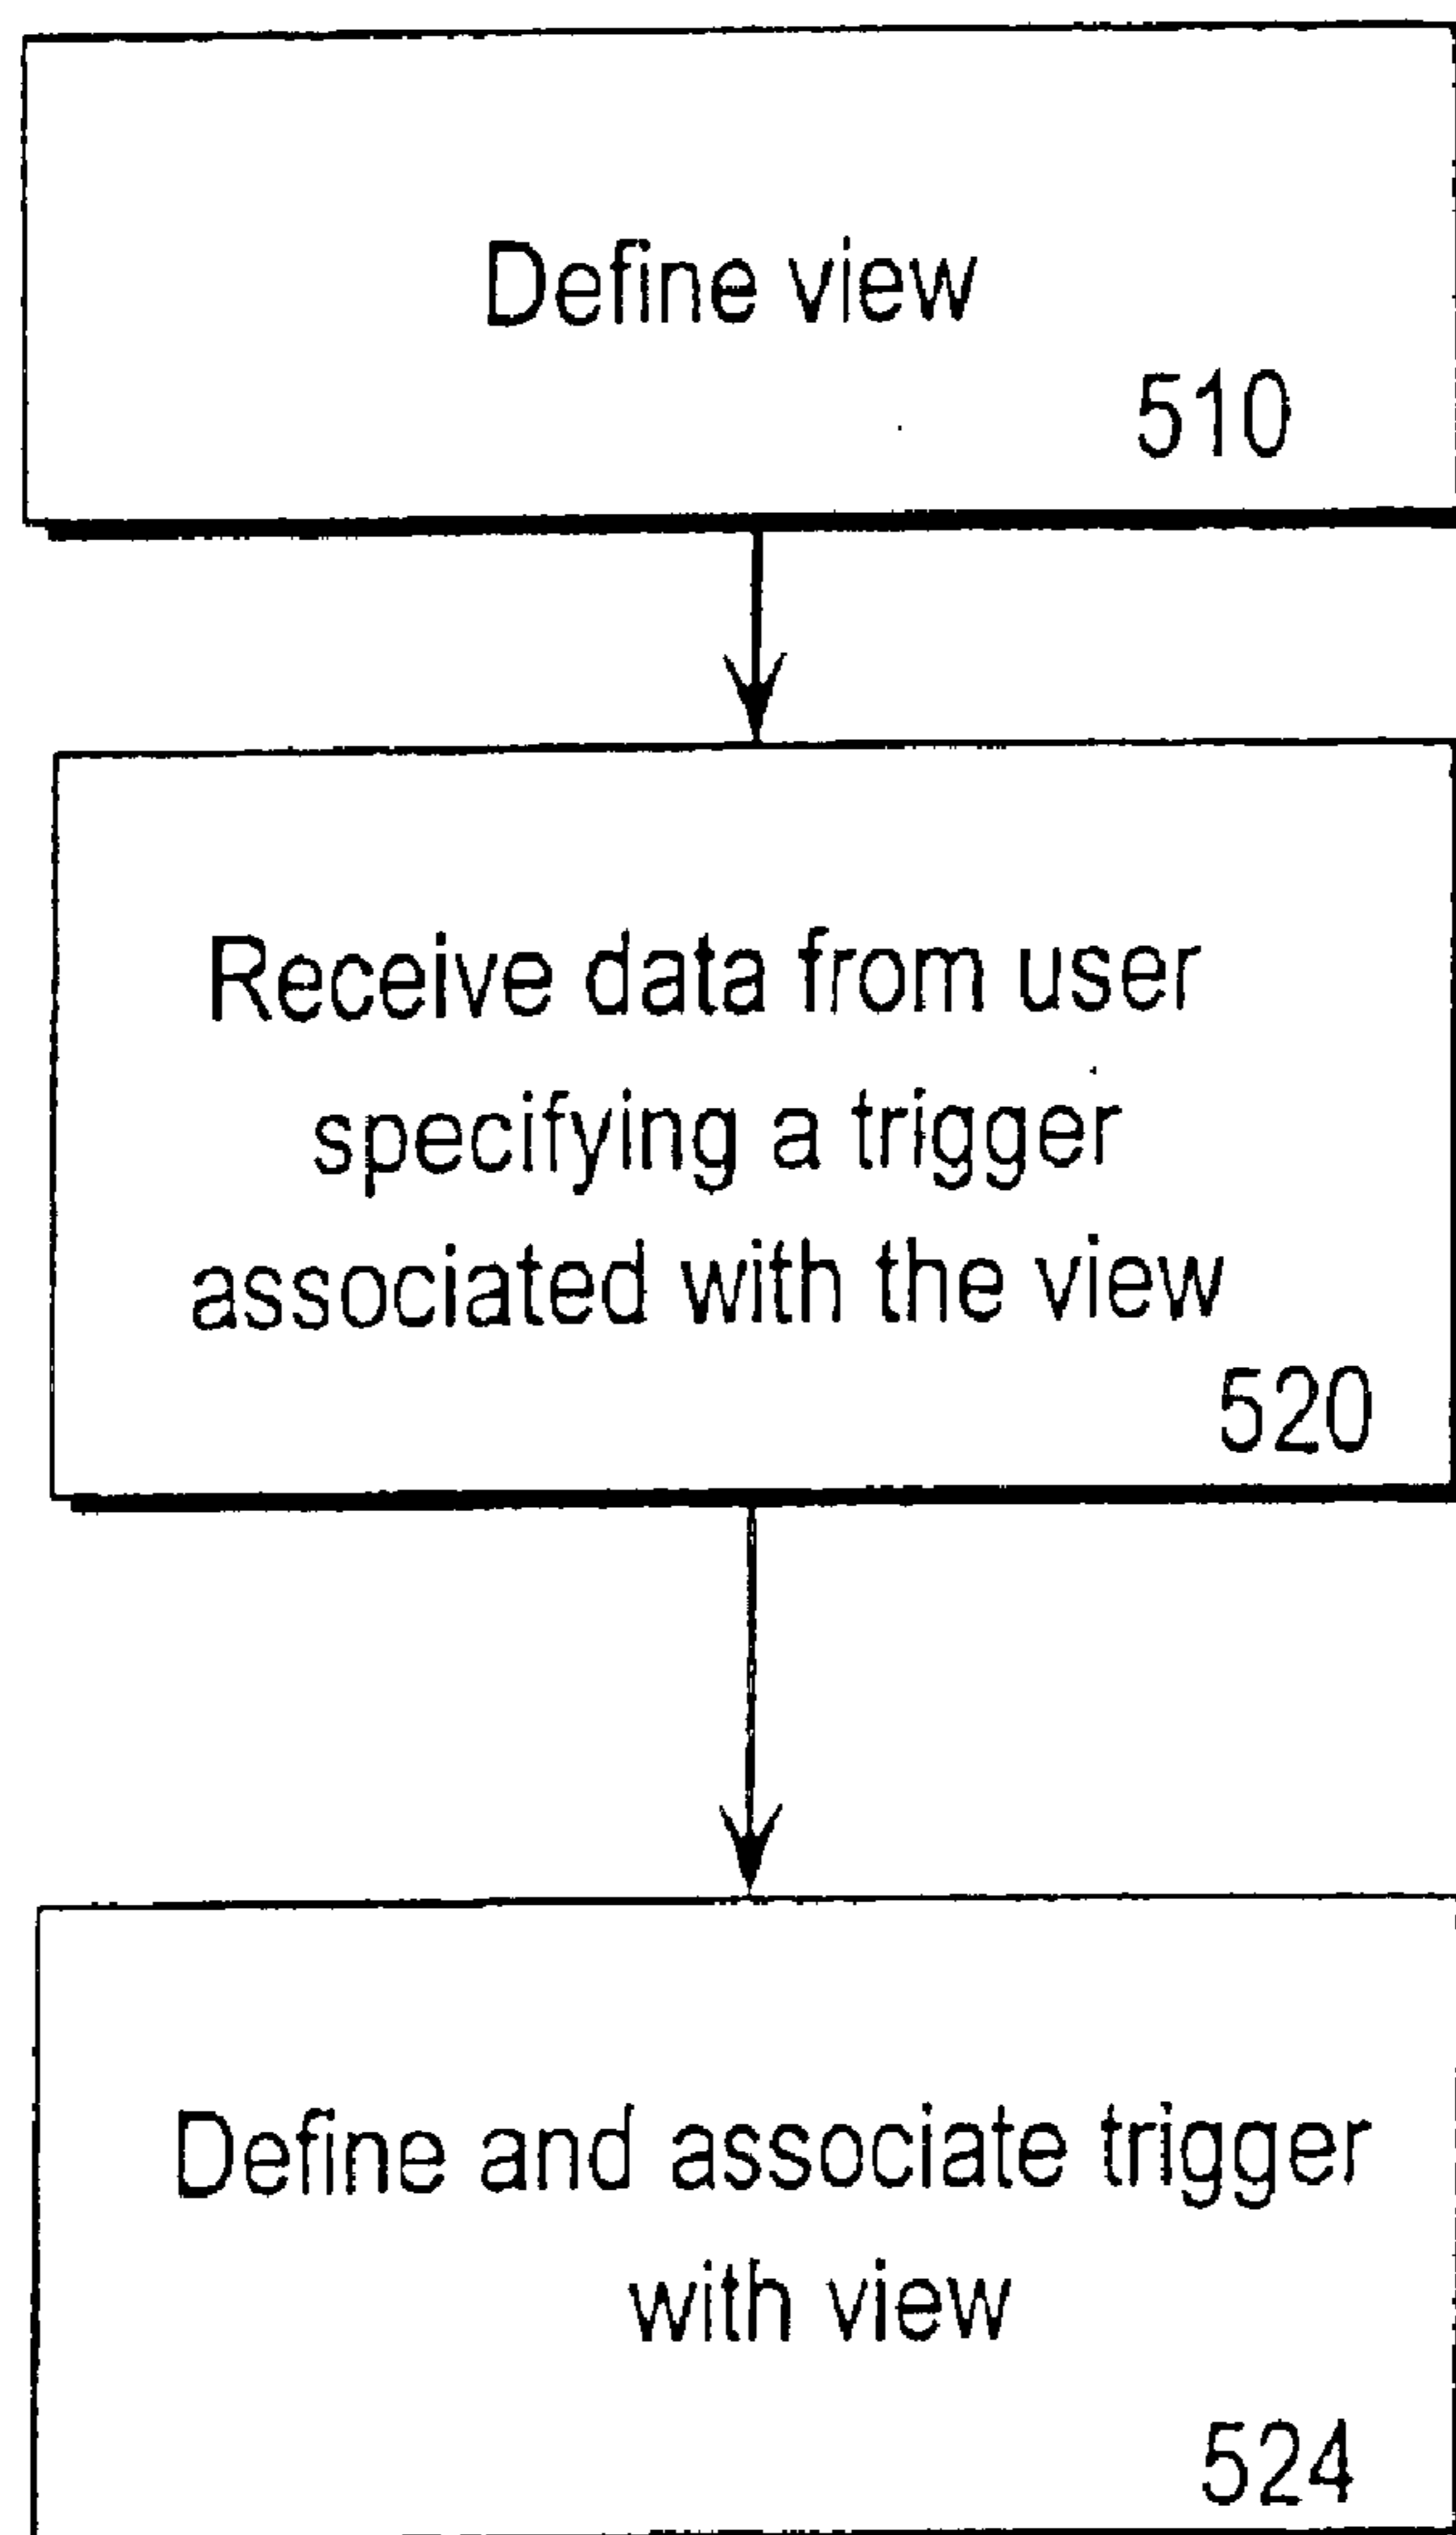 Define view
510
Receive data from user
specifying a trigger
associated with the view
520
Define and associate trigger
with view
524